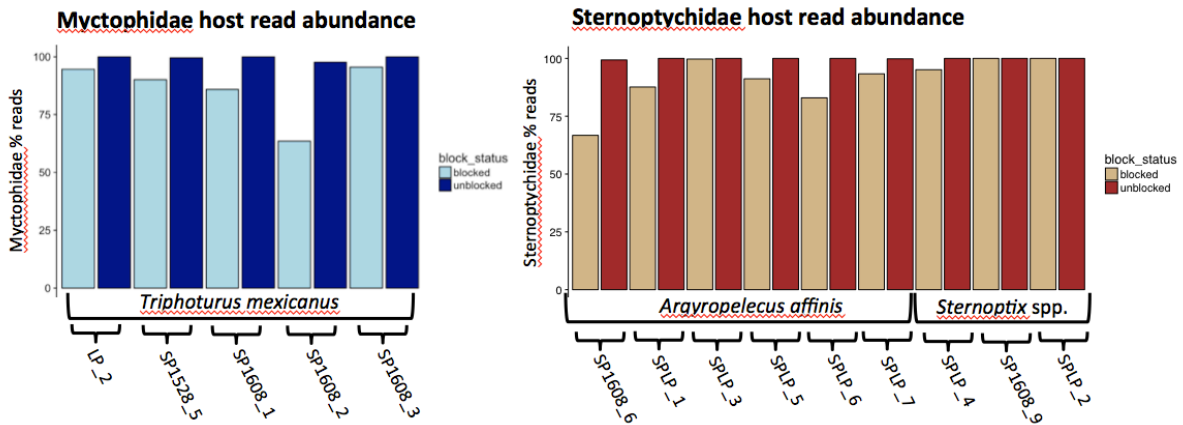 Myctophidae host read abundance
Myctophidae % reads
100
75
50
25
0
block_status
blocked
unblocked
Triphoturus mexicanus
LP_2
SP1528_5
SP1608_1
SP1608_2
SP1608_3
Sternoptychidae host read abundance
Sternoptychidae % reads
100
75
50
25
0
block_status
blocked
unblocked
Argyropelecus affinis
Sternoptix spp.
SP1608_6
SPLP_1
SPLP_3
SPLP_5
SPLP_6
SPLP_7
SPLP_4
SP1608_9
SPLP_2